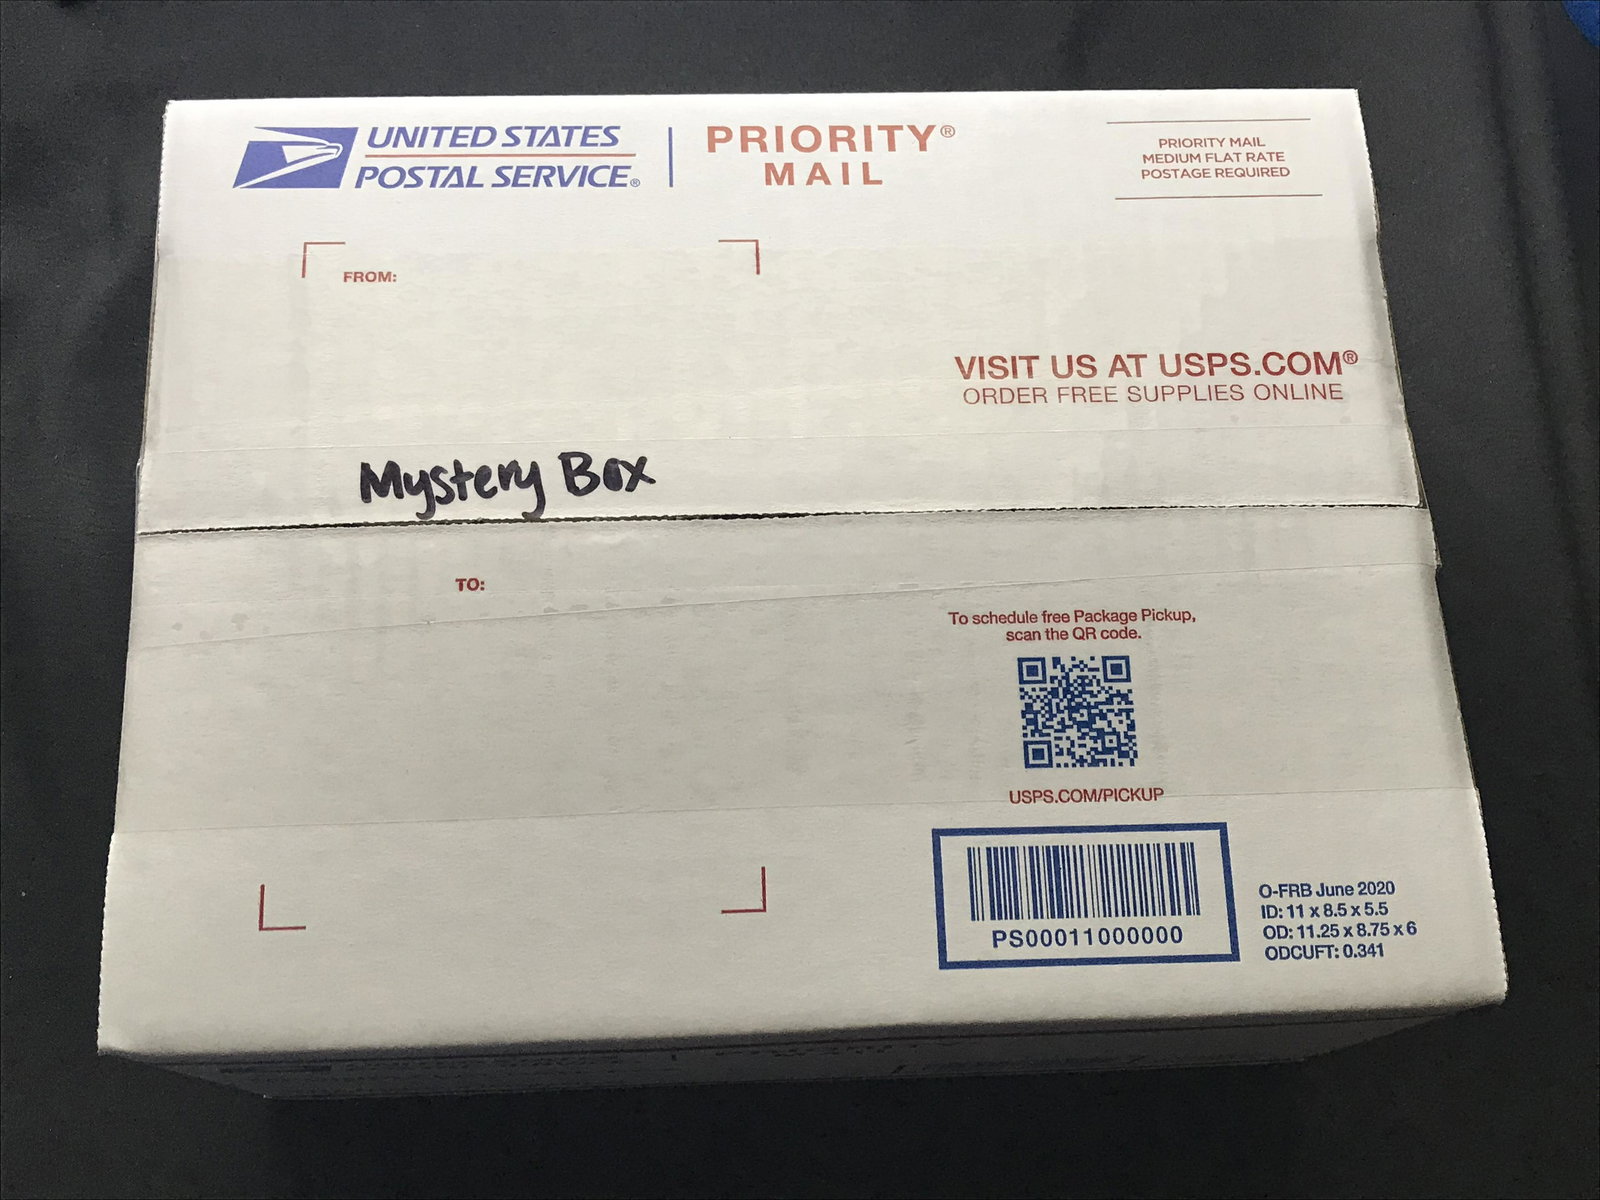 UNITED STATES
POSTAL SERVICE®
PRIORITY®
MAIL
PRIORITY MAIL
MEDIUM FLAT RATE
POSTAGE REQUIRED
FROM:
VISIT US AT USPS.COM®
ORDER FREE SUPPLIES ONLINE
Mystery Box
TO:
To schedule free Package Pickup,
scan the QR code.
USPS.COM/PICKUP
PS00011000000
O-FRB June 2020
ID: 11 x 8.5 x 5.5
OD: 11.25 x 8.75 x 6
ODCUFT: 0.341